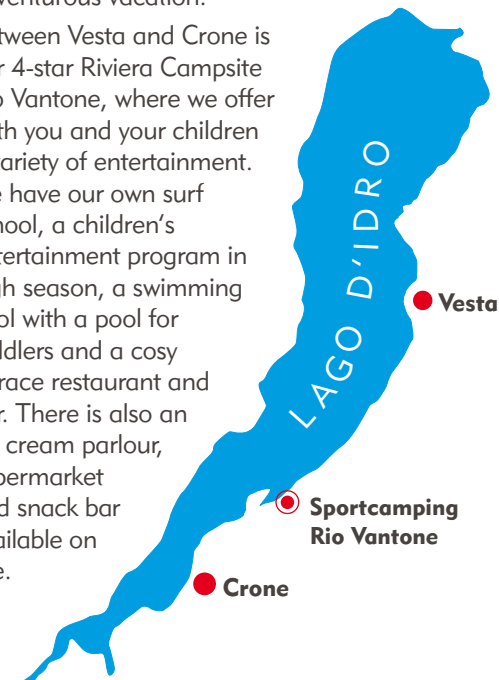 venturous vacation.
tween Vesta and Crone is
r 4-star Riviera Campsite
o Vantone, where we offer
th you and your children
variety of entertainment.
e have our own surf
hool, a children's
tertainment program in
gh season, a swimming
ol with a pool for
ddlers and a cosy
race restaurant and
r. There is also an
cream parlour,
permarket
d snack bar
ailable on
e.
LAGO D'IDRO
Vesta
Sportcamping
Rio Vantone
Crone